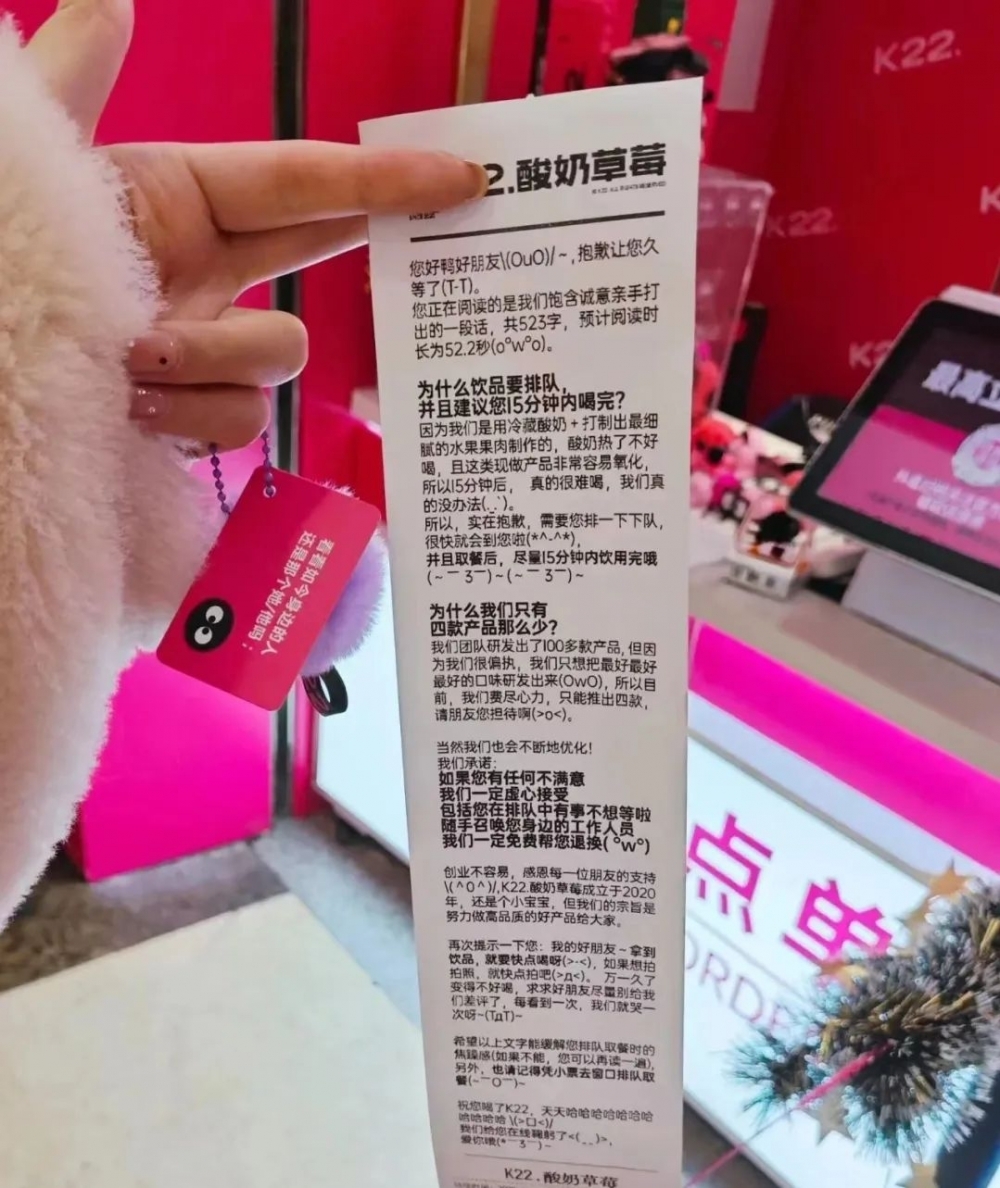 2.酸奶草莓
您好鸭好朋友\(OuO)/~,抱歉让您久
等了(T-T)。
您正在阅读的是我们饱含诚意亲手打
出的一段话，共523字，预计阅读时
长为52.2秒(o°w°o)。
为什么饮品要排队，
并且建议您15分钟内喝完？
因为我们是用冷藏酸奶+打制出最细
腻的水果果肉制作的，酸奶热了不好
喝，且这类现做产品非常容易氧化，
所以15分钟后，真的很难喝，我们真
的没办法(._.`)。
所以，实在抱歉，需要您排一下下队，
很快就会到您啦(*^-^*)，
并且取餐后，尽量15分钟内饮用完哦
(~￣3￣)~(~￣3￣)~
为什么我们只有
四款产品那么少？
我们团队研发出了100多款产品,但因
为我们很偏执，我们只想把最好最好
最好的口味研发出来(OwO)，所以目
前，我们费尽心力，只能推出四款，
请朋友您担待啊(>o<)。
当然我们也会不断地优化！
我们承诺：
如果您有任何不满意
我们一定虚心接受
包括您在排队中有事不想等啦
随手召唤您身边的工作人员
我们一定免费帮您退换(°w°)
创业不容易，感恩每一位朋友的支持
\(^O^)/,K22.酸奶草莓成立于2020
年，还是个小宝宝，但我们的宗旨是
努力做高品质的好产品给大家。
再次提示一下您：我的好朋友~拿到
饮品，就要快点喝呀(>-<)，如果想拍
拍照，就快点拍吧(>д<)，万一久了
变得不好喝，求求好朋友尽量别给我
们差评了，每看到一次，我们就哭一
次呀~(TдT)~
希望以上文字能缓解您排队取餐时的
焦躁感(如果不能，您可以再读一遍)，
另外，也请记得凭小票去窗口排队取
餐(~￣O￣)~
祝您喝了K22，天天哈哈哈哈哈哈哈
哈哈哈哈 \(>口<)/
我们给您在线鞠躬了<(_ _)>，
爱你哦(*￣3￣)~
K22.酸奶草莓
看看如今身边的人
还是那个她/他吗；
K22.
K22.
最高立
点单
ORDE